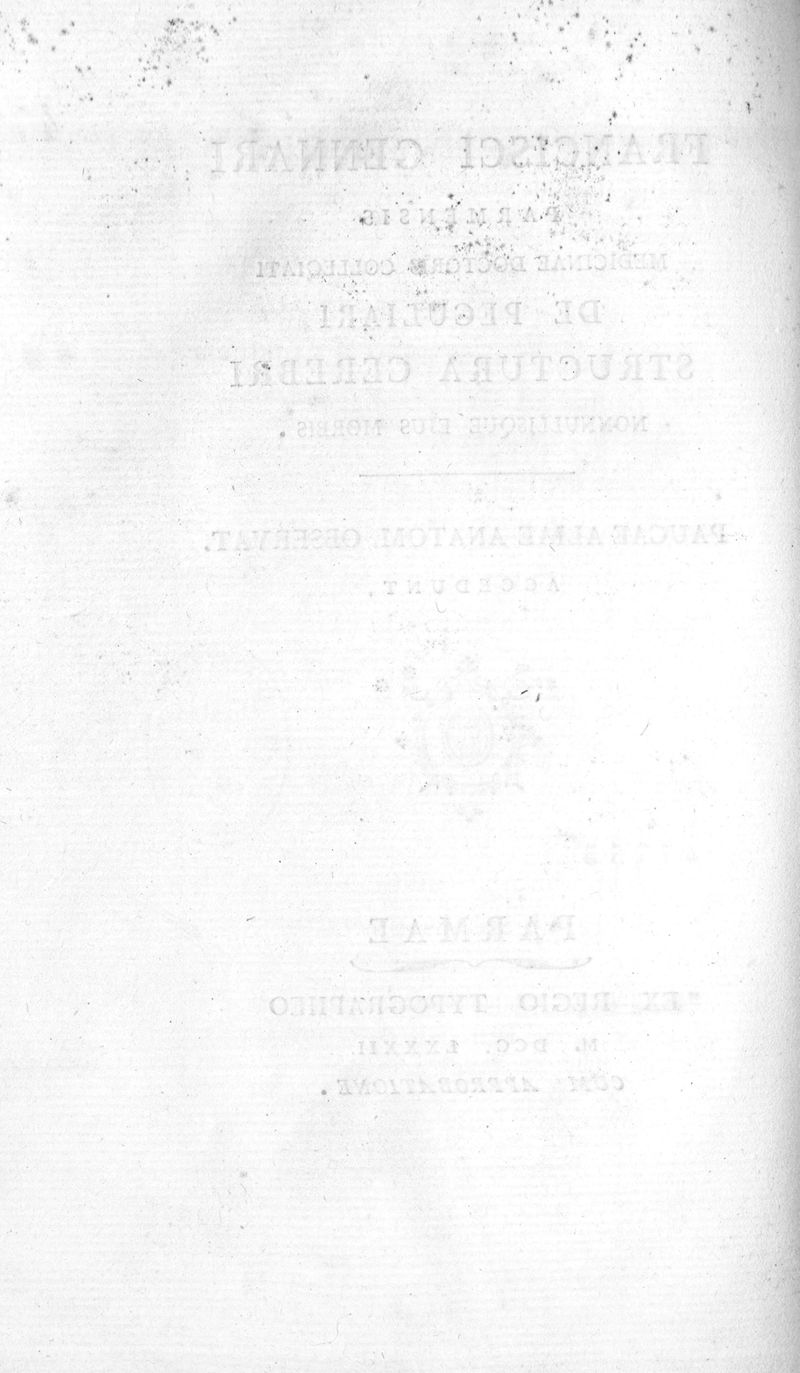 FRANCISCI GENNARI
PARMENSIS
MEDICINAE DOCTORIS COLLEGIATI
DE PECULIARI
STRUCTURA CEREBRI
NONNULLISQUE EJUS MORBIS.
PAUCAE ALIAE ANATOM. OBSERVAT.
ACCEDUNT.
PARMAE
EX REGIO TYPOGRAPHEO
M. DCC. LXXXII
CUM APPROBATIONE.